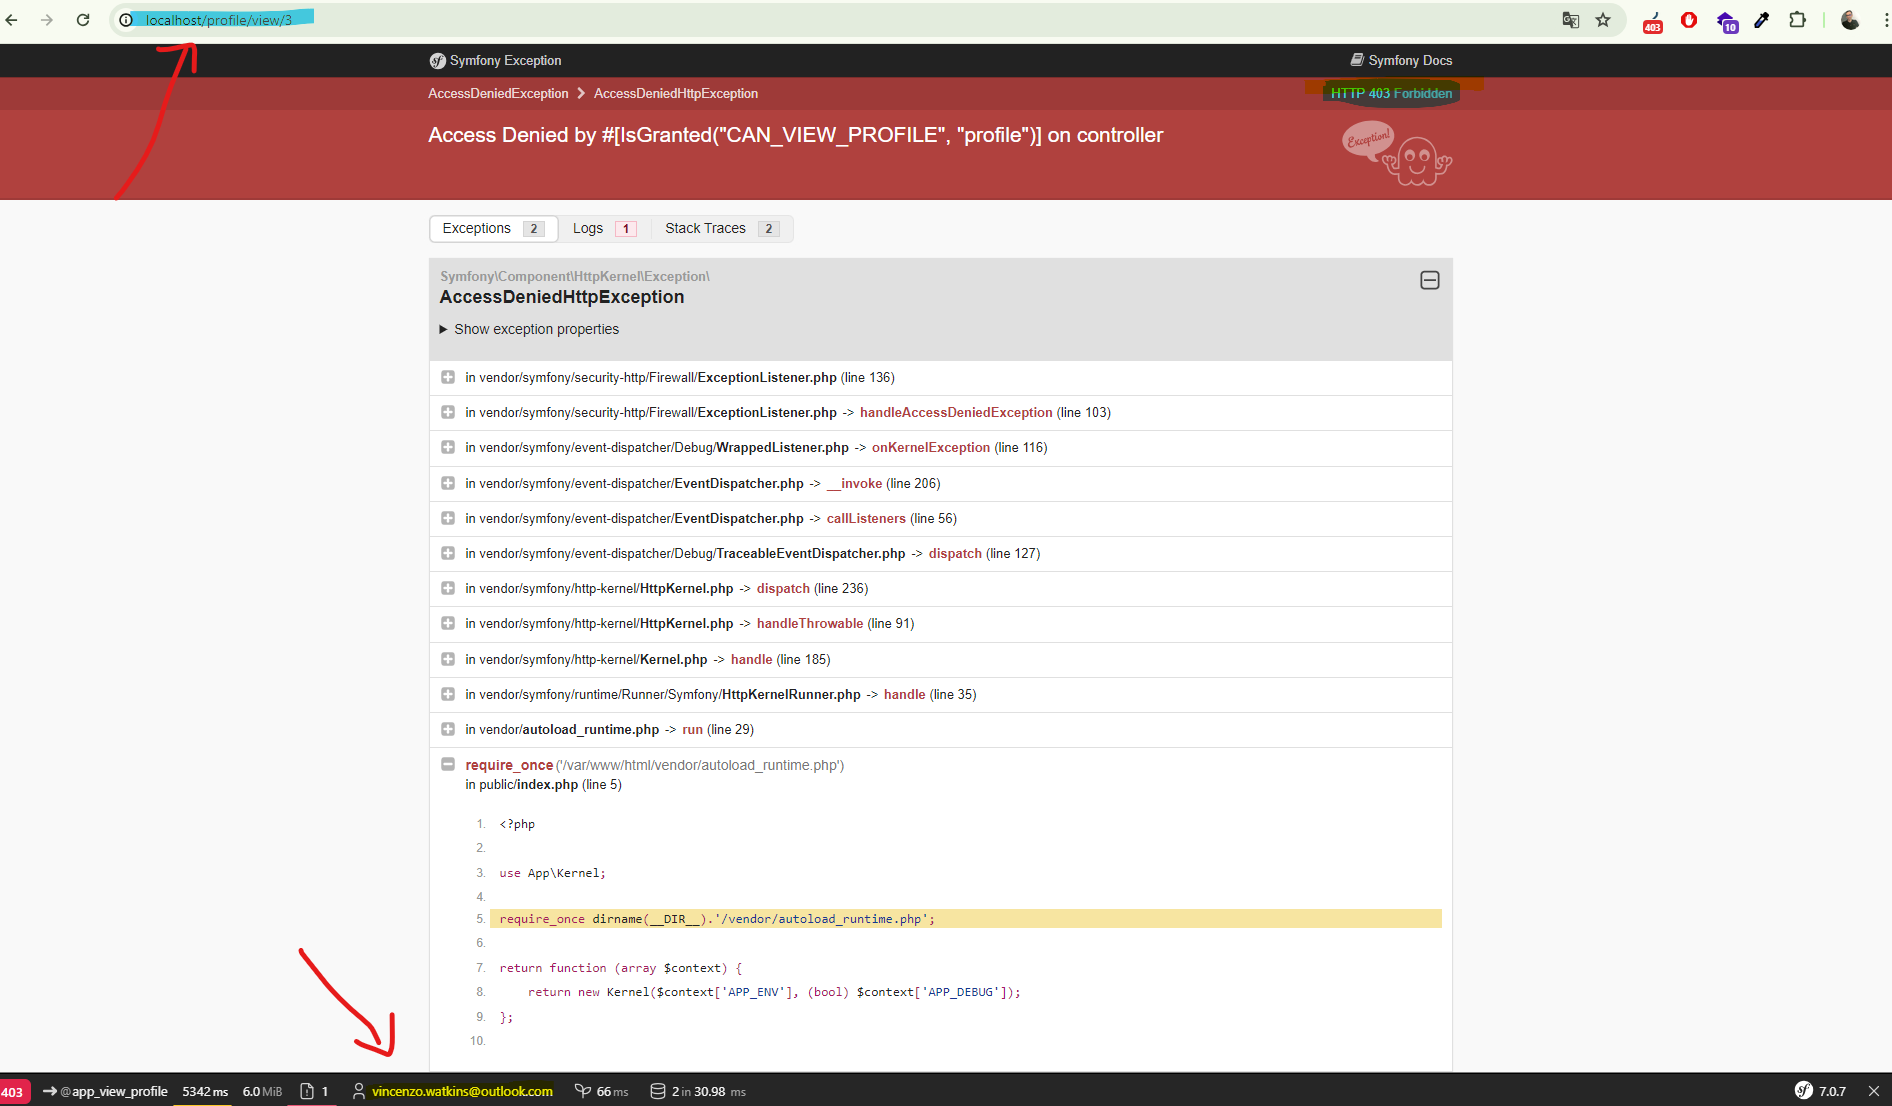 localhost/profile/view/3
403
10
Symfony Exception
Symfony Docs
AccessDeniedException > AccessDeniedHttpException
HTTP 403 Forbidden
Access Denied by #[IsGranted("CAN_VIEW_PROFILE", "profile")] on controller
Exception!
Exceptions 2 Logs 1 Stack Traces 2
Symfony\Component\HttpKernel\Exception\
AccessDeniedHttpException
Show exception properties
in vendor/symfony/security-http/Firewall/ExceptionListener.php (line 136)
in vendor/symfony/security-http/Firewall/ExceptionListener.php -> handleAccessDeniedException (line 103)
in vendor/symfony/event-dispatcher/Debug/WrappedListener.php -> onKernelException (line 116)
in vendor/symfony/event-dispatcher/EventDispatcher.php -> __invoke (line 206)
in vendor/symfony/event-dispatcher/EventDispatcher.php -> callListeners (line 56)
in vendor/symfony/event-dispatcher/Debug/TraceableEventDispatcher.php -> dispatch (line 127)
in vendor/symfony/http-kernel/HttpKernel.php -> dispatch (line 236)
in vendor/symfony/http-kernel/HttpKernel.php -> handleThrowable (line 91)
in vendor/symfony/http-kernel/Kernel.php -> handle (line 185)
in vendor/symfony/runtime/Runner/Symfony/HttpKernelRunner.php -> handle (line 35)
in vendor/autoload_runtime.php -> run (line 29)
require_once('/var/www/html/vendor/autoload_runtime.php')
in public/index.php (line 5)
1. <?php
2.
3. use App\Kernel;
4.
5. require_once dirname(__DIR__).'/vendor/autoload_runtime.php';
6.
7. return function (array $context) {
8. return new Kernel($context['APP_ENV'], (bool) $context['APP_DEBUG']);
9. };
10.
403 @app_view_profile 5342 ms 6.0 MiB 1 vincenzo.watkins@outlook.com 66 ms 2 in 30.98 ms sf 7.0.7